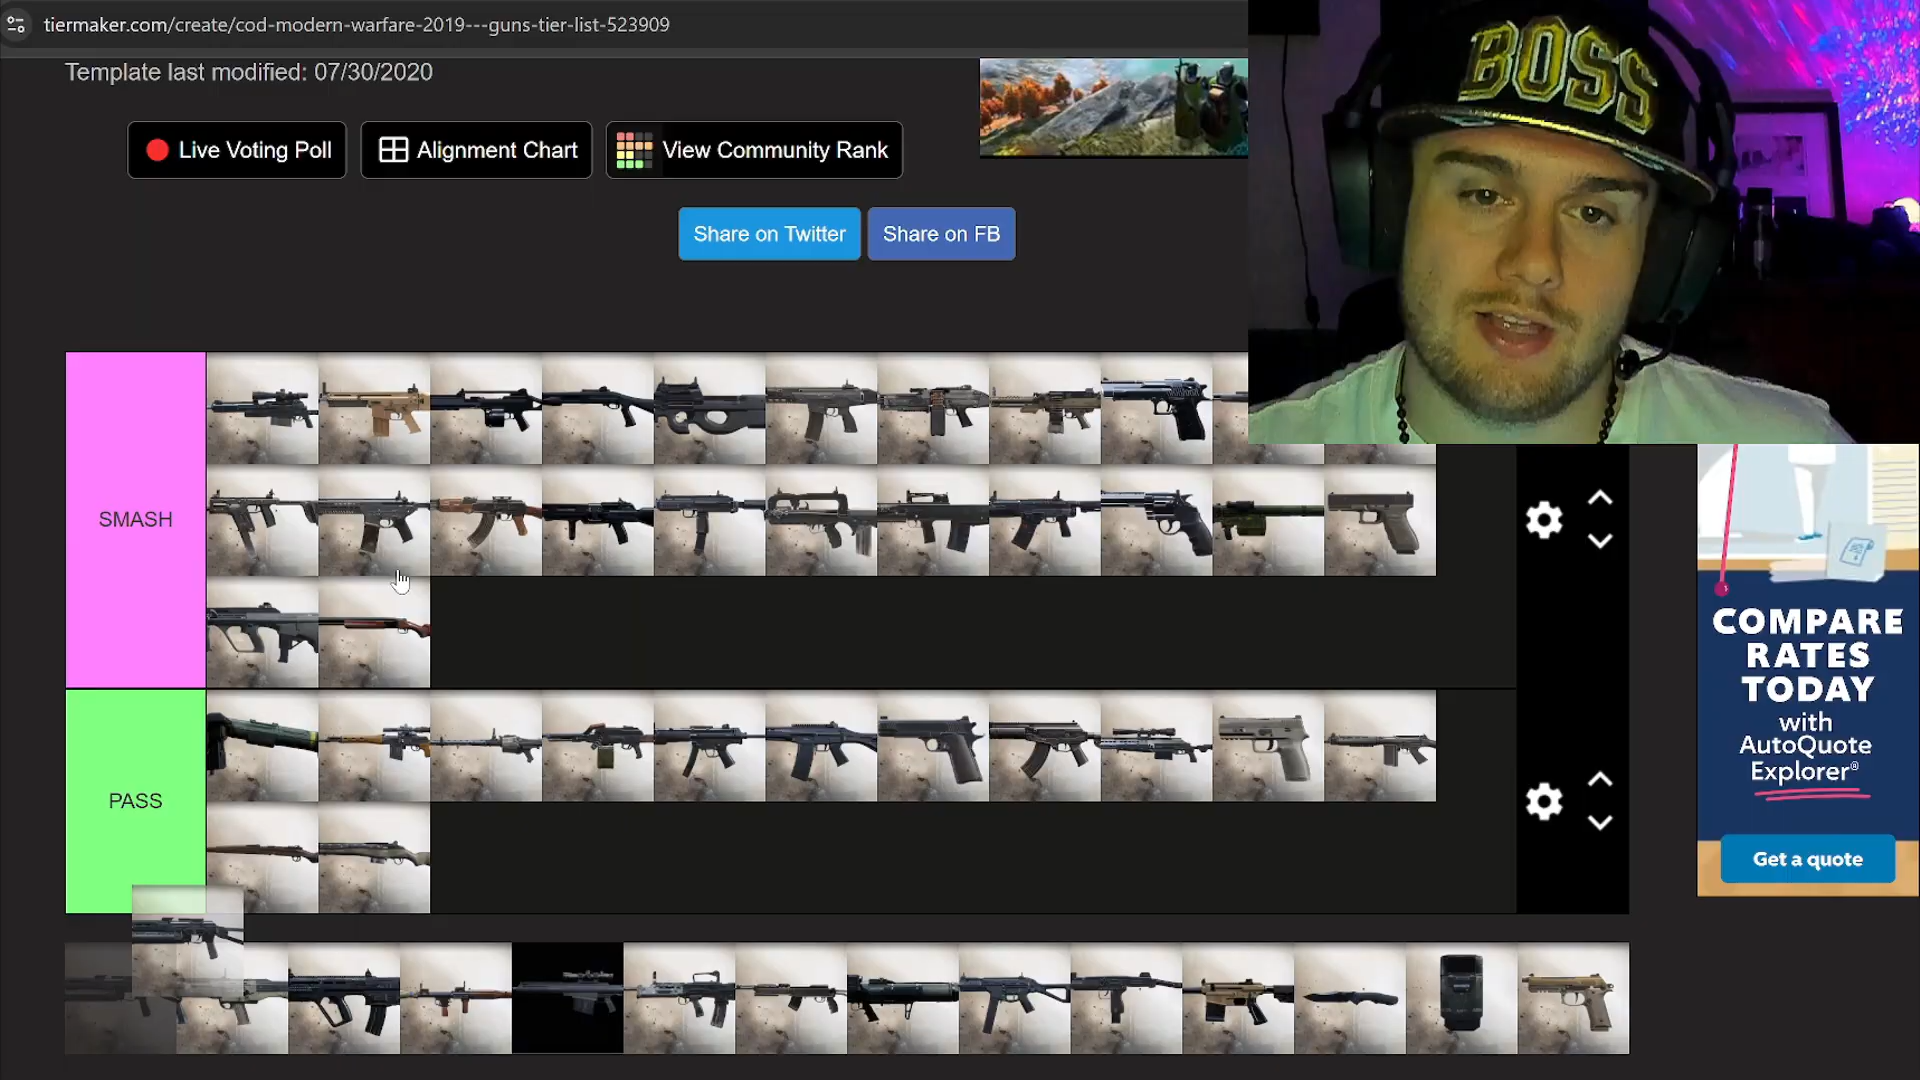 tiermaker.com/create/cod-modern-warfare-2019---guns-tier-list-523909
Template last modified: 07/30/2020
Live Voting Poll
Alignment Chart
View Community Rank
Share on Twitter
Share on FB
BOSS
SMASH
PASS
COMPARE
RATES
TODAY
with
AutoQuote
Explorer®
Get a quote